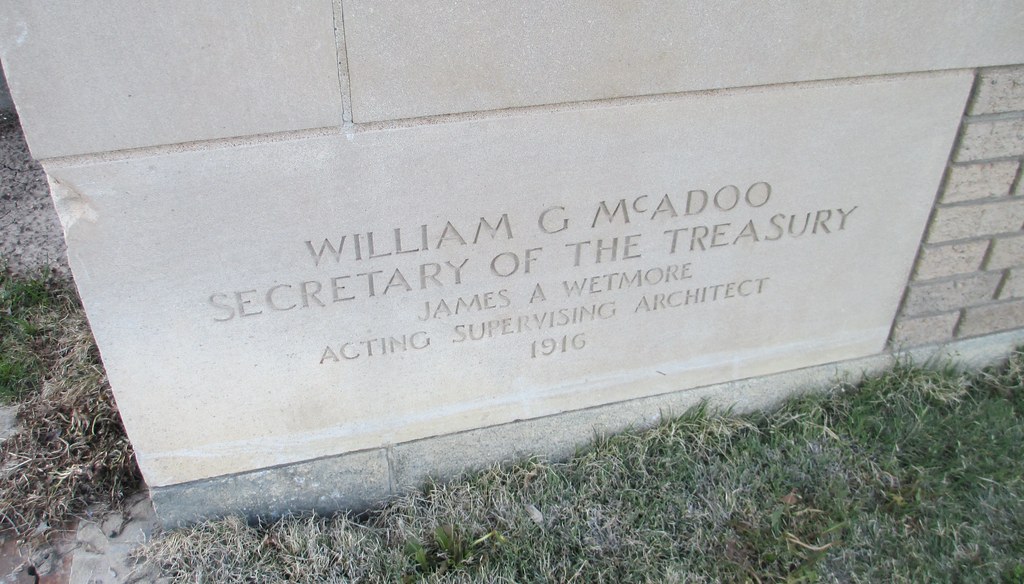 WILLIAM G McADOO
SECRETARY OF THE TREASURY
JAMES A WETMORE
ACTING SUPERVISING ARCHITECT
1916